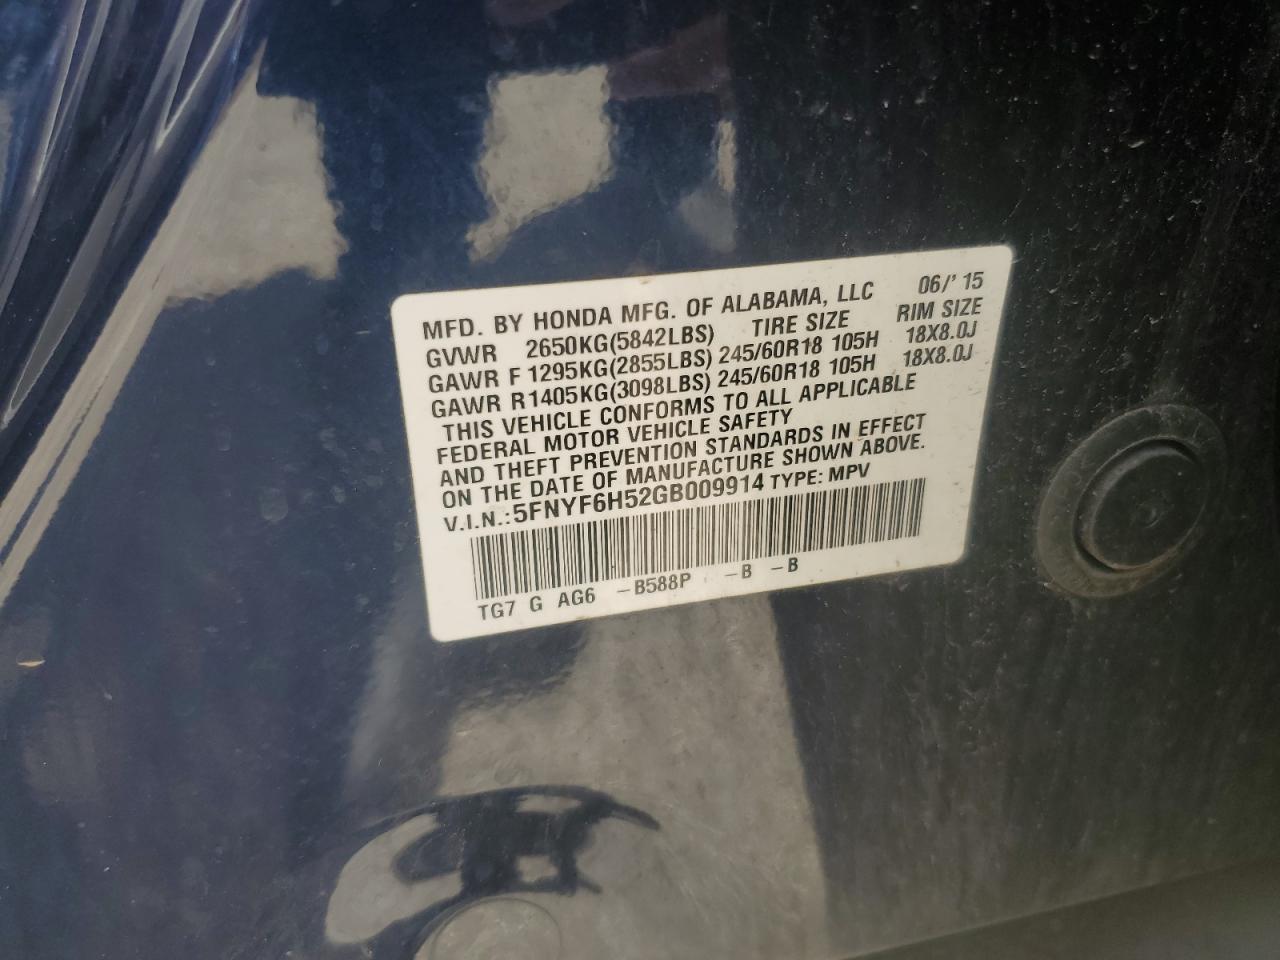 MFD. BY HONDA MFG. OF ALABAMA, LLC 06/' 15
GVWR 2650KG(5842LBS) TIRE SIZE RIM SIZE
GAWR F 1295KG(2855LBS) 245/60R18 105H 18X8.0J
GAWR R1405KG(3098LBS) 245/60R18 105H 18X8.0J
THIS VEHICLE CONFORMS TO ALL APPLICABLE
FEDERAL MOTOR VEHICLE SAFETY
AND THEFT PREVENTION STANDARDS IN EFFECT
ON THE DATE OF MANUFACTURE SHOWN ABOVE.
V.I.N.:5FNYF6H52GB009914 TYPE: MPV
TG7 G AG6 -B588P -B -B